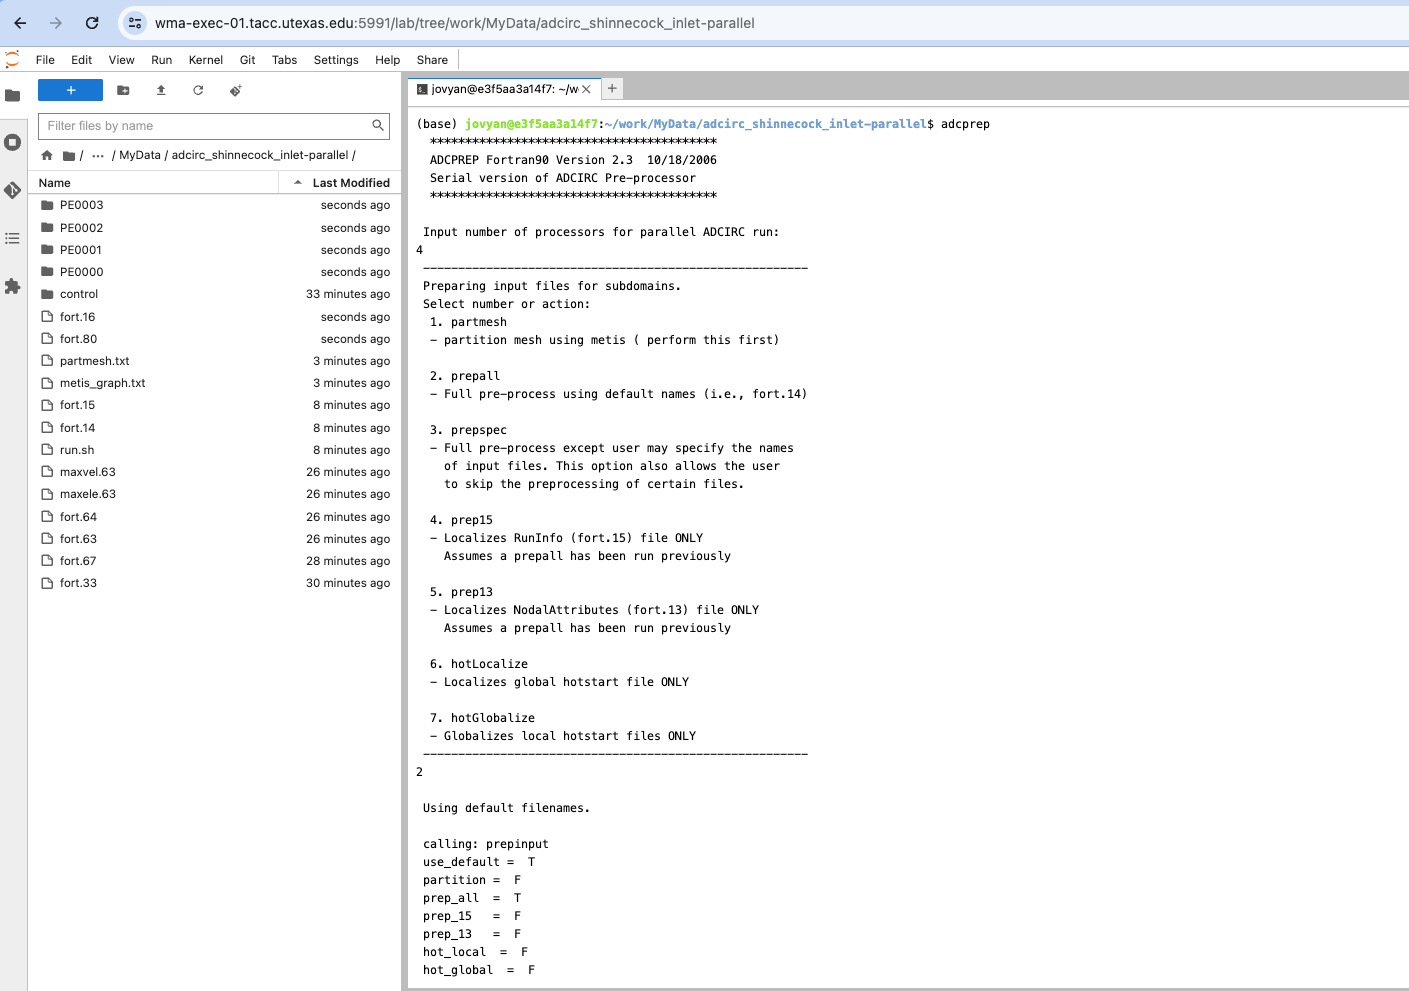 wma-exec-01.tacc.utexas.edu:5991/lab/tree/work/MyData/adcirc_shinnecock_inlet-parallel
File Edit View Run Kernel Git Tabs Settings Help Share
+
Filter files by name
/ ··· / MyData / adcirc_shinnecock_inlet-parallel /
Name Last Modified
PE0003 seconds ago
PE0002 seconds ago
PE0001 seconds ago
PE0000 seconds ago
control 33 minutes ago
fort.16 seconds ago
fort.80 seconds ago
partmesh.txt 3 minutes ago
metis_graph.txt 3 minutes ago
fort.15 8 minutes ago
fort.14 8 minutes ago
run.sh 8 minutes ago
maxvel.63 26 minutes ago
maxele.63 26 minutes ago
fort.64 26 minutes ago
fort.63 26 minutes ago
fort.67 28 minutes ago
fort.33 30 minutes ago
jovyan@e3f5aa3a14f7: ~/w
(base) jovyan@e3f5aa3a14f7:~/work/MyData/adcirc_shinnecock_inlet-parallel$ adcprep
*****************************************
ADCPREP Fortran90 Version 2.3  10/18/2006
Serial version of ADCIRC Pre-processor
*****************************************
Input number of processors for parallel ADCIRC run:
4
-------------------------------------------------------
Preparing input files for subdomains.
Select number or action:
1. partmesh
- partition mesh using metis ( perform this first)
2. prepall
- Full pre-process using default names (i.e., fort.14)
3. prepspec
- Full pre-process except user may specify the names
of input files. This option also allows the user
to skip the preprocessing of certain files.
4. prep15
- Localizes RunInfo (fort.15) file ONLY
Assumes a prepall has been run previously
5. prep13
- Localizes NodalAttributes (fort.13) file ONLY
Assumes a prepall has been run previously
6. hotLocalize
- Localizes global hotstart file ONLY
7. hotGlobalize
- Globalizes local hotstart files ONLY
-------------------------------------------------------
2
Using default filenames.
calling: prepinput
use_default =  T
partition =  F
prep_all  =  T
prep_15   =  F
prep_13   =  F
hot_local  =  F
hot_global  =  F